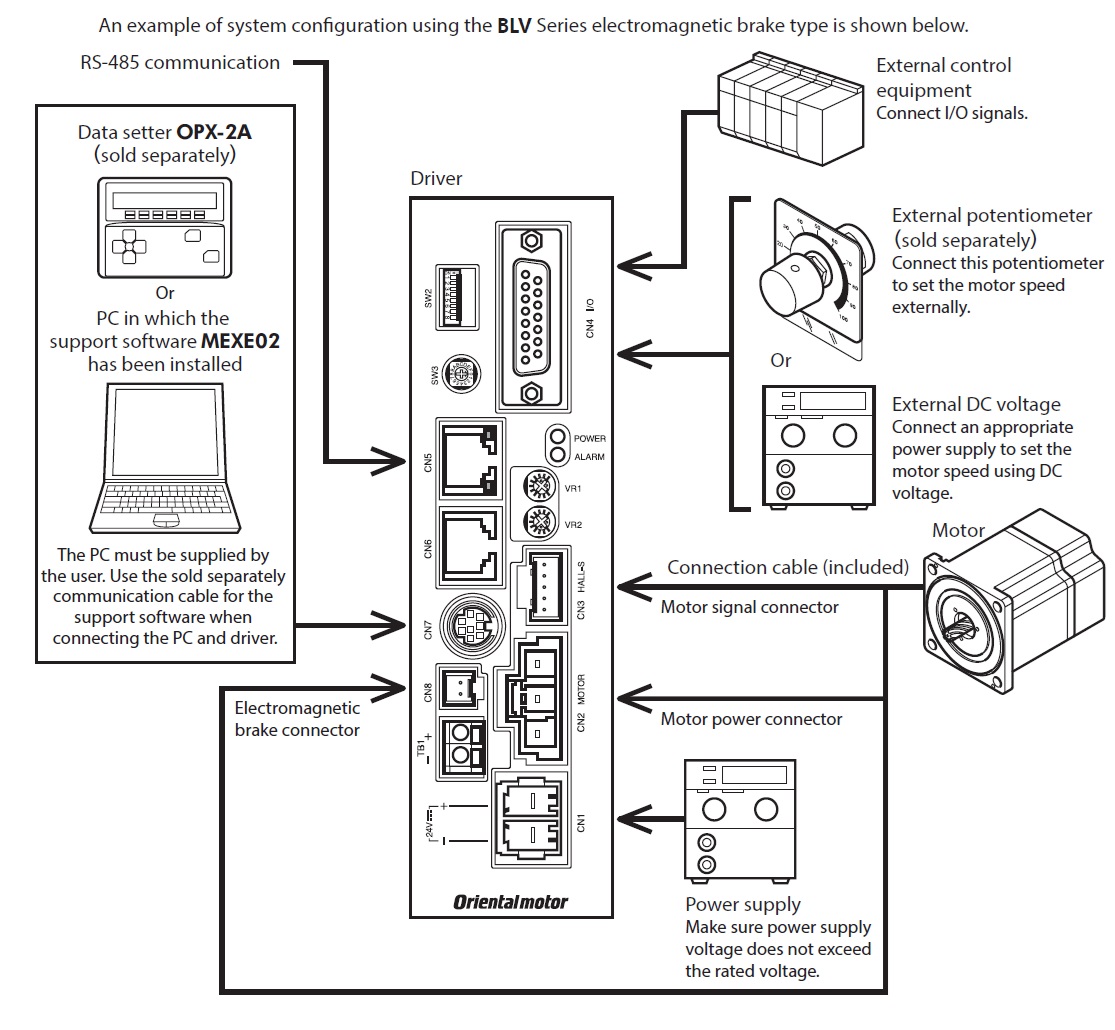 An example of system configuration using the BLV Series electromagnetic brake type is shown below.
RS-485 communication
Data setter OPX-2A
(sold separately)
Or
PC in which the
support software MEXE02
has been installed
The PC must be supplied by
the user. Use the sold separately
communication cable for the
support software when
connecting the PC and driver.
Electromagnetic
brake connector
Driver
SW2
SW3
CN4 I/O
CN5
POWER
ALARM
VR1
VR2
CN6
CN3 HALL-S
CN7
CN8
CN2 MOTOR
TB1
+
−
24V
+
−
CN1
Orientalmotor
External control
equipment
Connect I/O signals.
External potentiometer
(sold separately)
Connect this potentiometer
to set the motor speed
externally.
Or
External DC voltage
Connect an appropriate
power supply to set the
motor speed using DC
voltage.
Motor
Connection cable (included)
Motor signal connector
Motor power connector
Power supply
Make sure power supply
voltage does not exceed
the rated voltage.